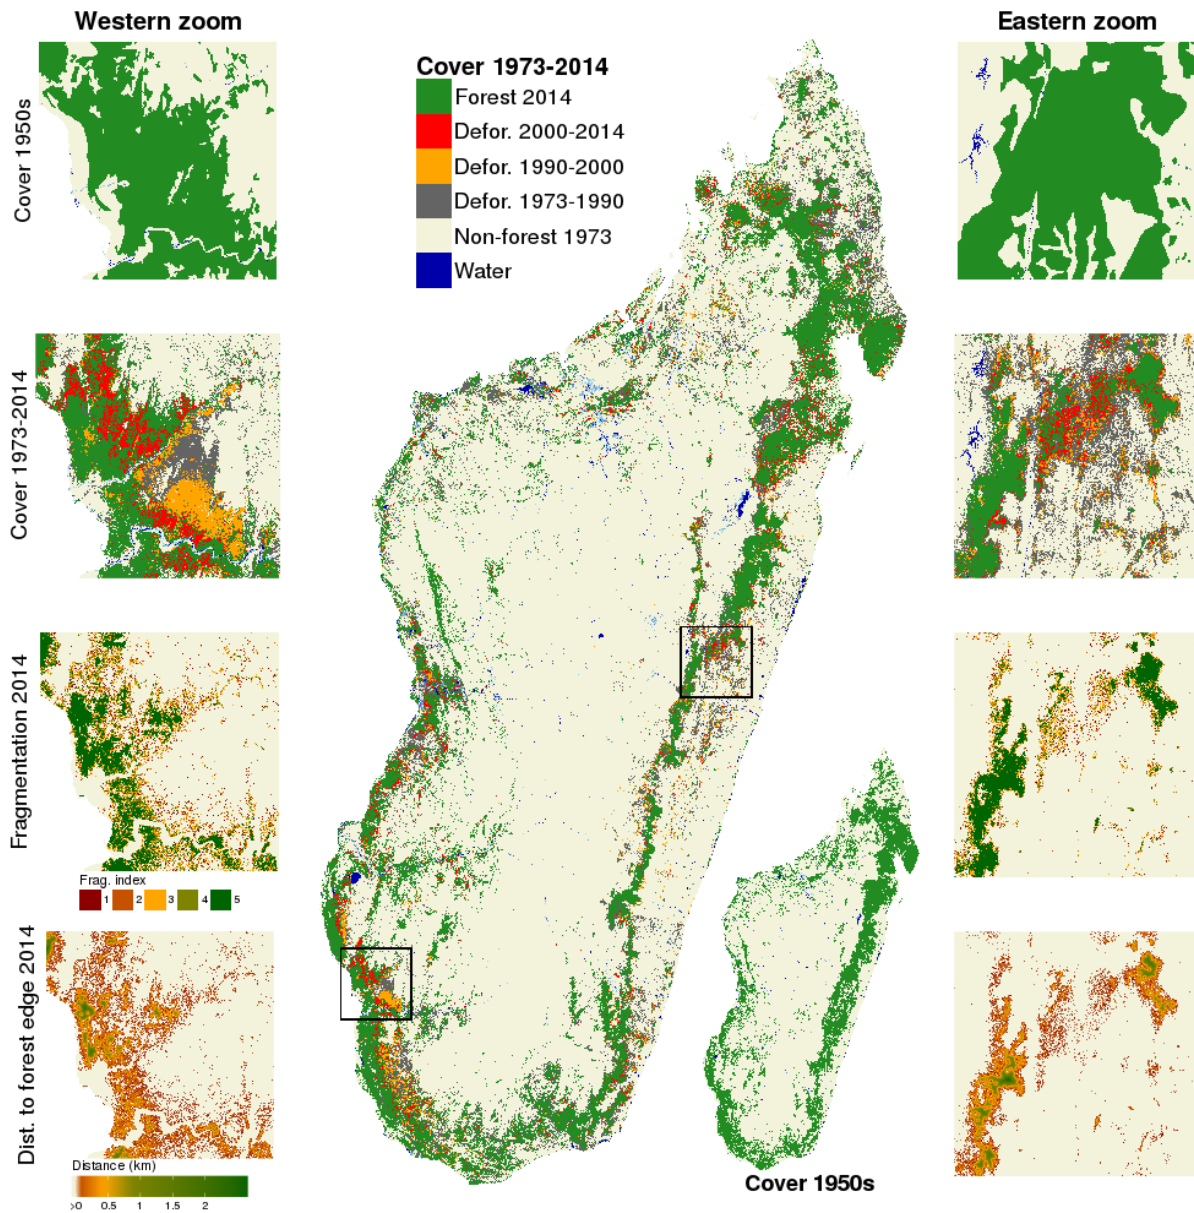 Western zoom
Eastern zoom
Cover 1950s
Cover 1973-2014
Forest 2014
Defor. 2000-2014
Defor. 1990-2000
Defor. 1973-1990
Non-forest 1973
Water
Cover 1973-2014
Fragmentation 2014
Frag. index
1 2 3 4 5
Dist. to forest edge 2014
Distance (km)
>0 0.5 1 1.5 2
Cover 1950s